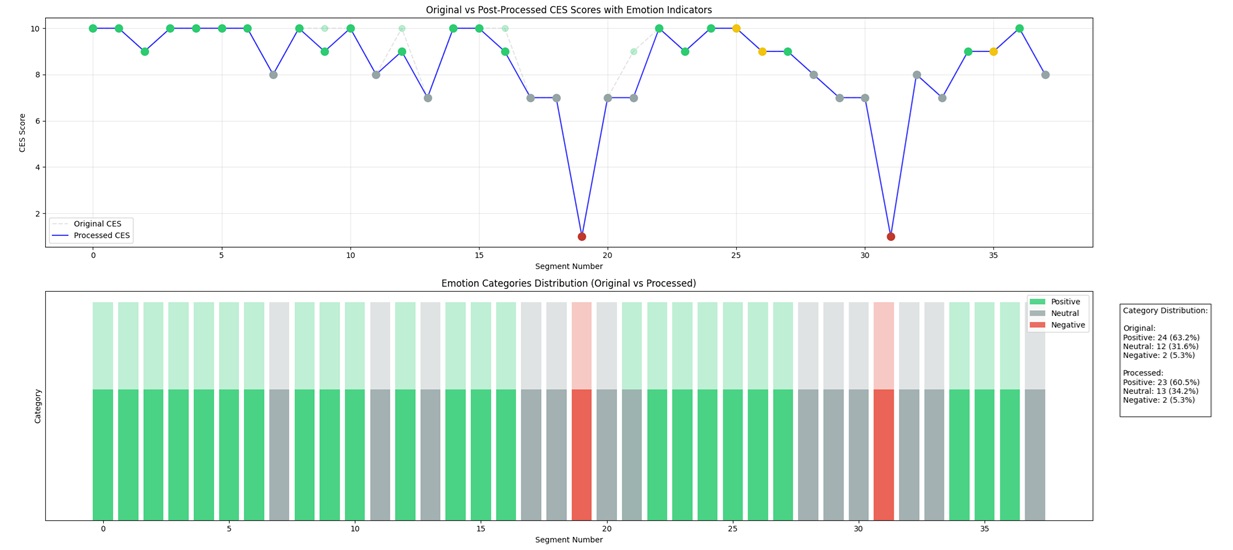 Original vs Post-Processed CES Scores with Emotion Indicators
10
8
6
4
2
CES Score
Original CES
Processed CES
0 5 10 15 20 25 30 35
Segment Number
Emotion Categories Distribution (Original vs Processed)
Category
Positive
Neutral
Negative
0 5 10 15 20 25 30 35
Segment Number
Category Distribution:
Original:
Positive: 24 (63.2%)
Neutral: 12 (31.6%)
Negative: 2 (5.3%)
Processed:
Positive: 23 (60.5%)
Neutral: 13 (34.2%)
Negative: 2 (5.3%)